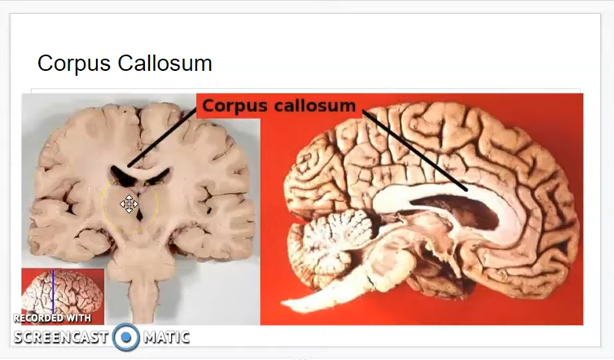 Corpus Callosum
Corpus callosum
RECORDED WITH
SCREENCAST MATIC